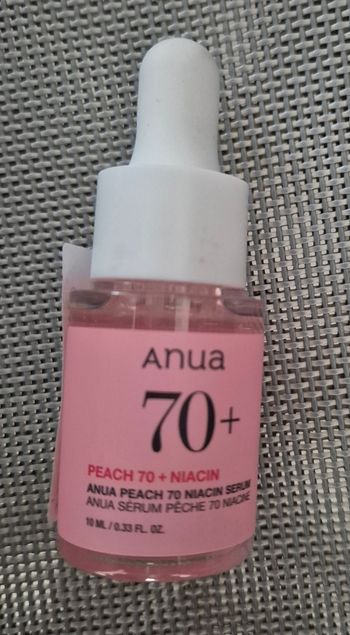 Anua
70+
PEACH 70 + NIACIN
ANUA PEACH 70 NIACIN SERUM
ANUA SÉRUM PÊCHE 70 NIACINE
10 ML / 0.33 FL. OZ.